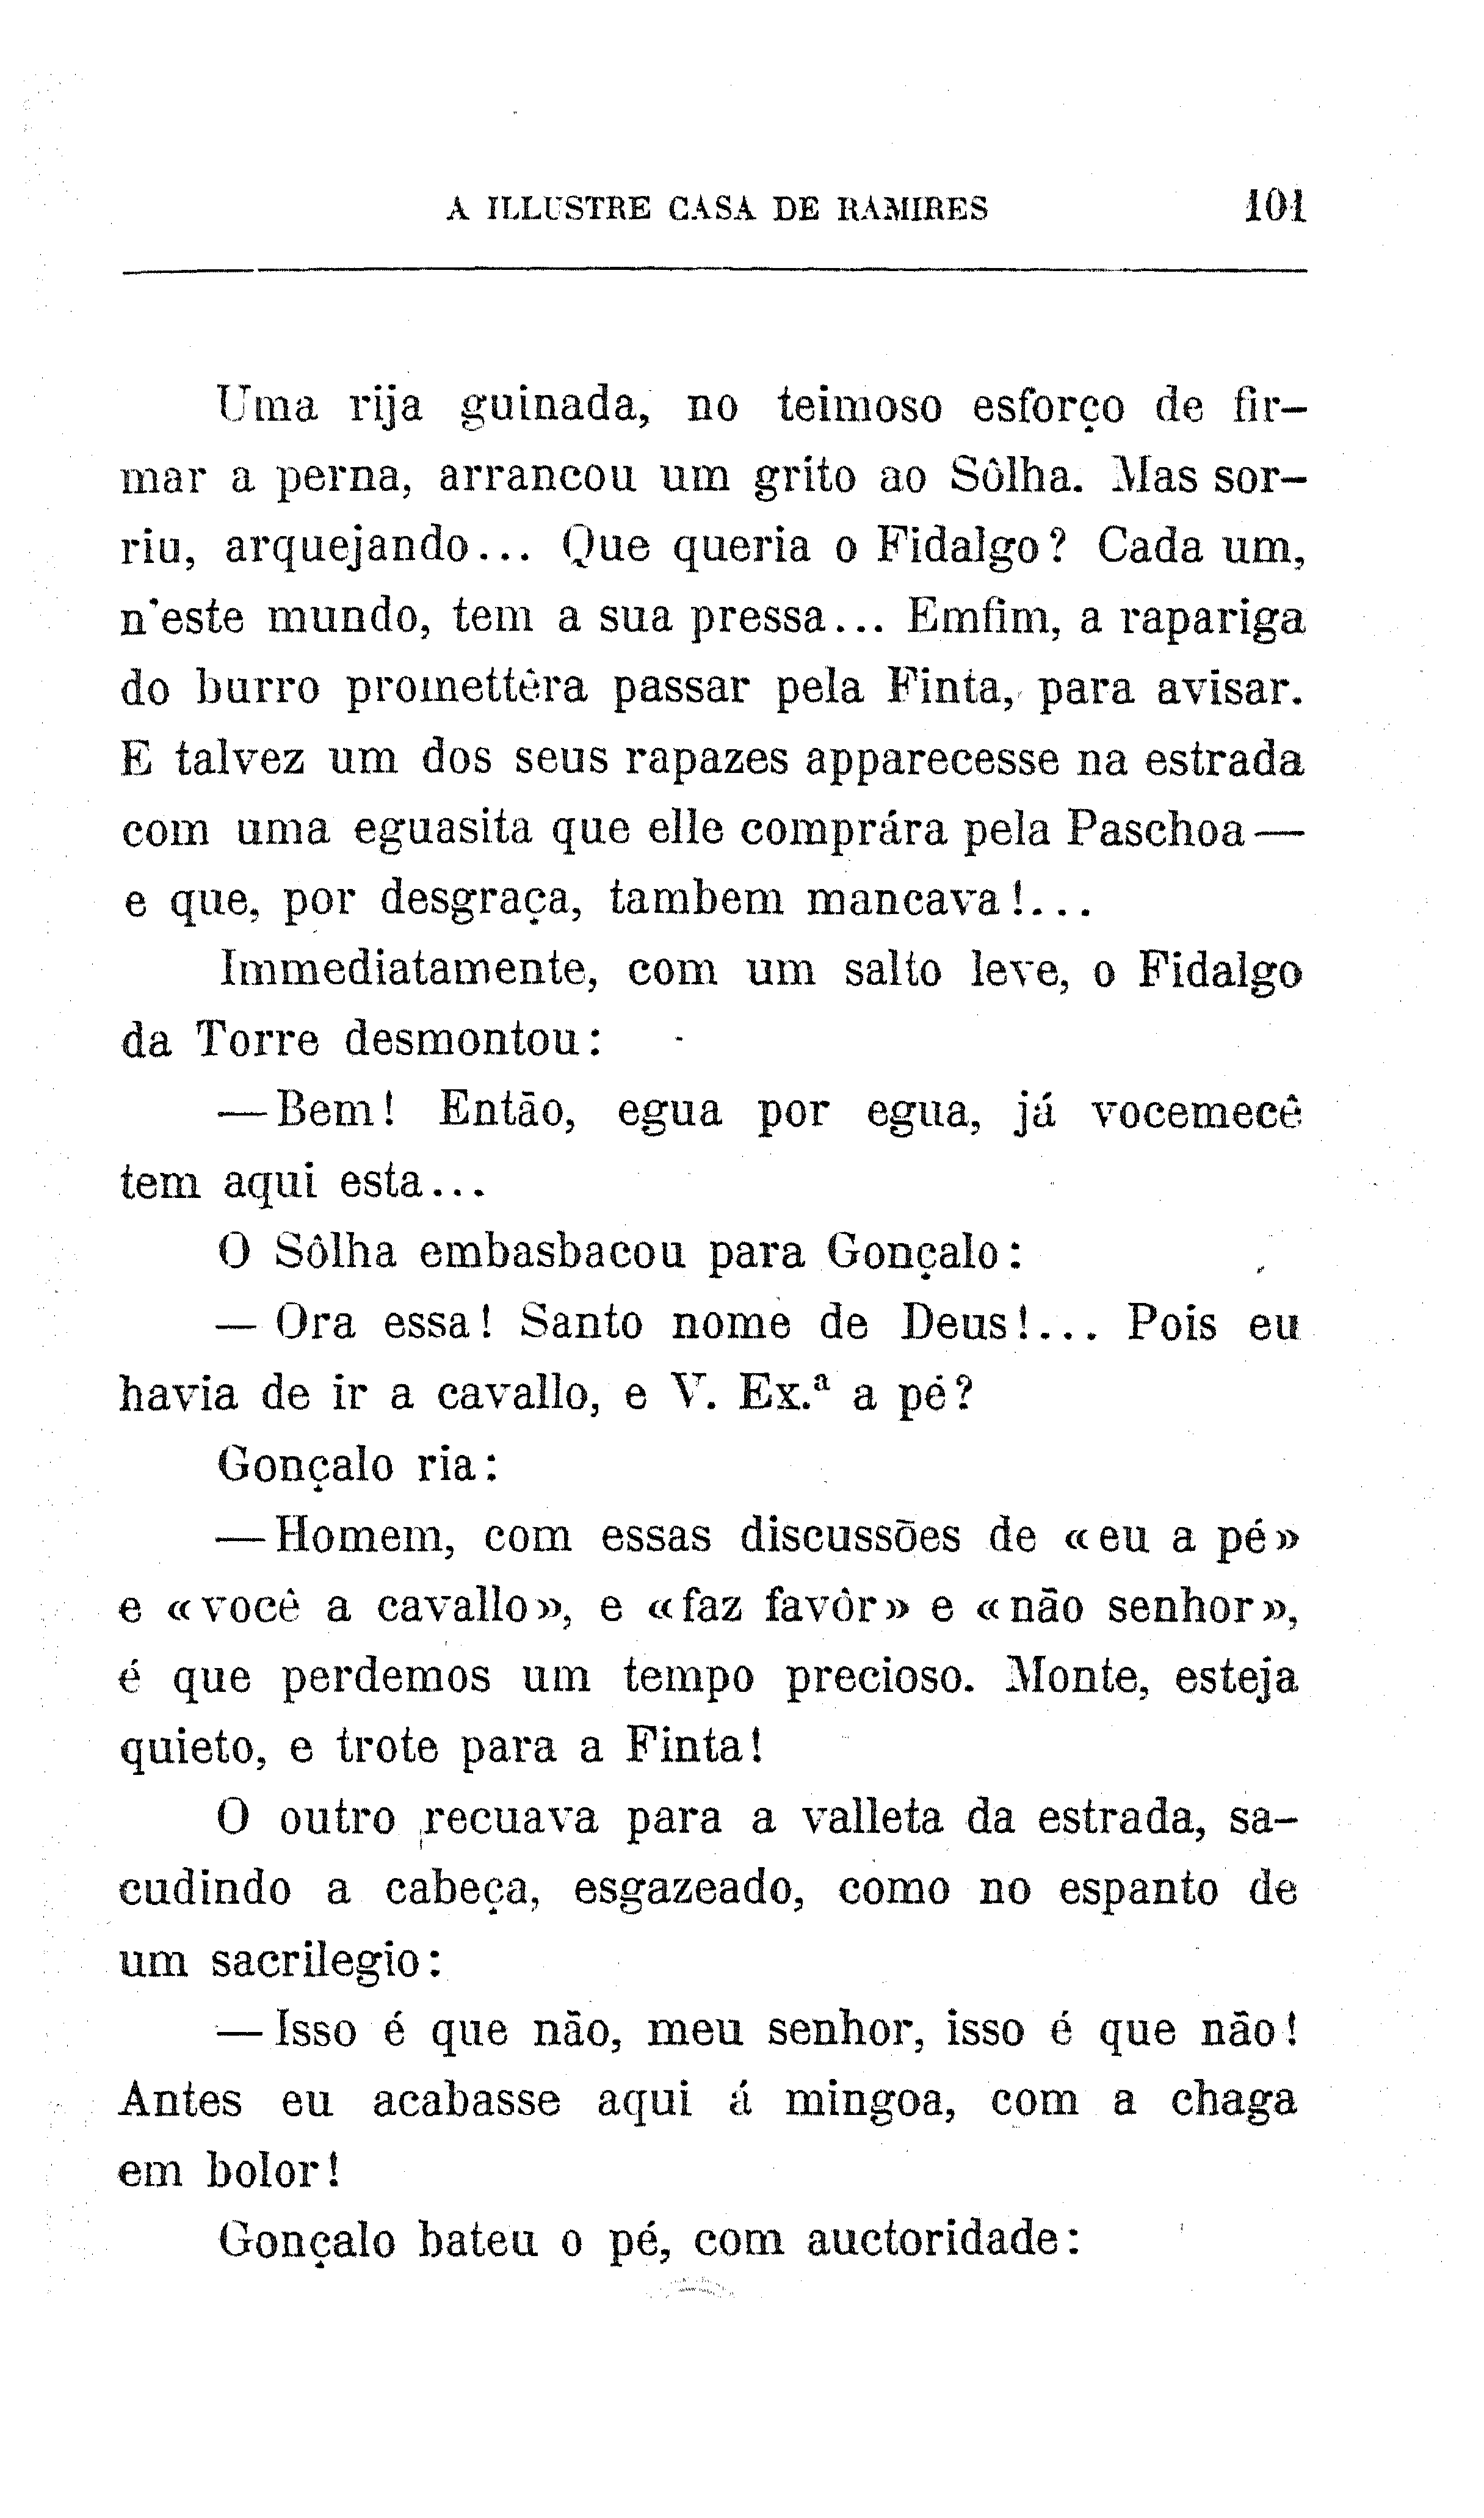 A ILLUSTRE CASA DE RAMIRES 101
Uma rija guinada, no teimoso esforço de fir-
mar a perna, arrancou um grito ao Sôlha. Mas sor-
riu, arquejando... Que queria o Fidalgo? Cada um,
n'este mundo, tem a sua pressa... Emfim, a rapariga
do burro promettêra passar pela Finta, para avisar.
E talvez um dos seus rapazes apparecesse na estrada
com uma eguasita que elle comprára pela Paschoa—
e que, por desgraça, tambem mancava!...
Immediatamente, com um salto leve, o Fidalgo
da Torre desmontou:
—Bem! Então, egua por egua, já vocemecê
tem aqui esta...
O Sôlha embasbacou para Gonçalo:
— Ora essa! Santo nome de Deus!... Pois eu
havia de ir a cavallo, e V. Ex.ª a pé?
Gonçalo ria:
—Homem, com essas discussões de «eu a pé»
e «você a cavallo», e «faz favôr» e «não senhor»,
é que perdemos um tempo precioso. Monte, esteja
quieto, e trote para a Finta!
O outro recuava para a valleta da estrada, sa-
cudindo a cabeça, esgazeado, como no espanto de
um sacrilegio:
—Isso é que não, meu senhor, isso é que não!
Antes eu acabasse aqui á mingoa, com a chaga
em bolor!
Gonçalo bateu o pé, com auctoridade: